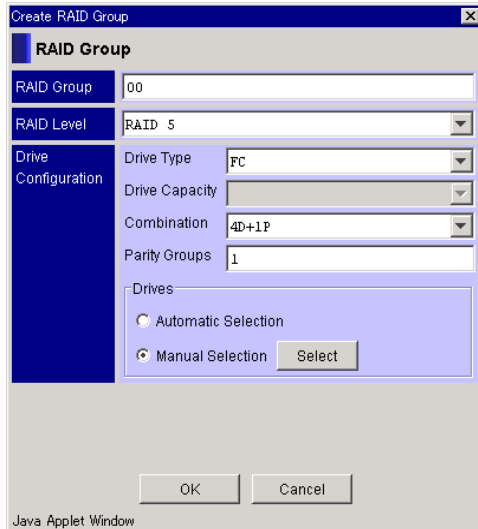 Create RAID Group
RAID Group
RAID Group 00
RAID Level RAID 5
Drive Configuration
Drive Type FC
Drive Capacity
Combination 4D+1P
Parity Groups 1
Drives
Automatic Selection
Manual Selection Select
OK Cancel
Java Applet Window